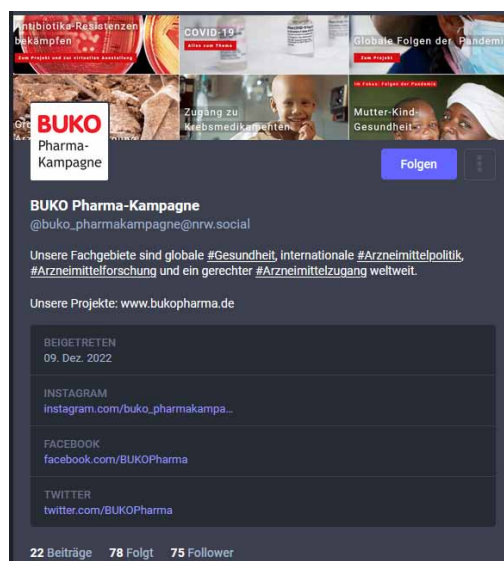 Antibiotika-Resistenzen
bekämpfen
Zum Projekt und zur virtuellen Ausstellung
COVID-19
Alles zum Thema
Globale Folgen der Pandemi
Zum Projekt
Zugang zu
Krebsmedikamenten
Im Fokus: Folgen der Pandemie
Mutter-Kind-
Gesundheit
BUKO
Pharma-
Kampagne
Folgen
BUKO Pharma-Kampagne
@buko_pharmakampagne@nrw.social
Unsere Fachgebiete sind globale #Gesundheit, internationale #Arzneimittelpolitik,
#Arzneimittelforschung und ein gerechter #Arzneimittelzugang weltweit.
Unsere Projekte: www.bukopharma.de
BEIGETRETEN
09. Dez. 2022
INSTAGRAM
instagram.com/buko_pharmakampa…
FACEBOOK
facebook.com/BUKOPharma
TWITTER
twitter.com/BUKOPharma
22 Beiträge 78 Folgt 75 Follower